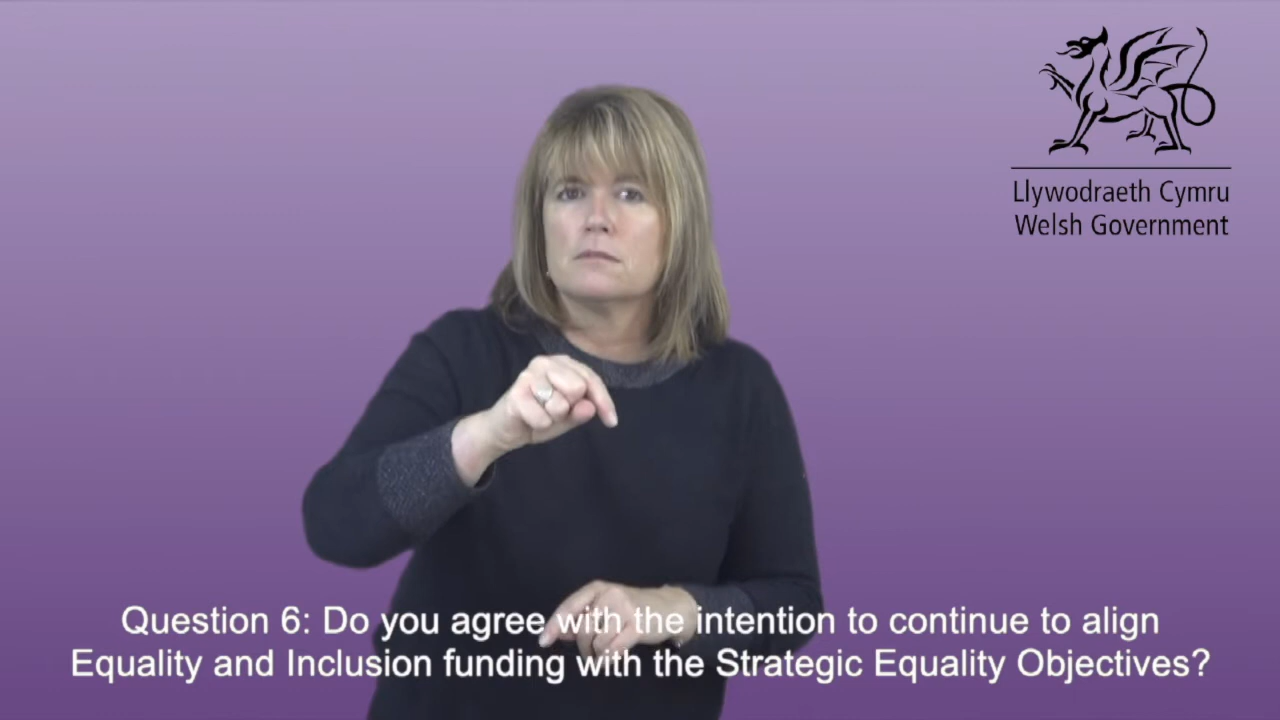 Llywodraeth Cymru
Welsh Government
Question 6: Do you agree with the intention to continue to align
Equality and Inclusion funding with the Strategic Equality Objectives?